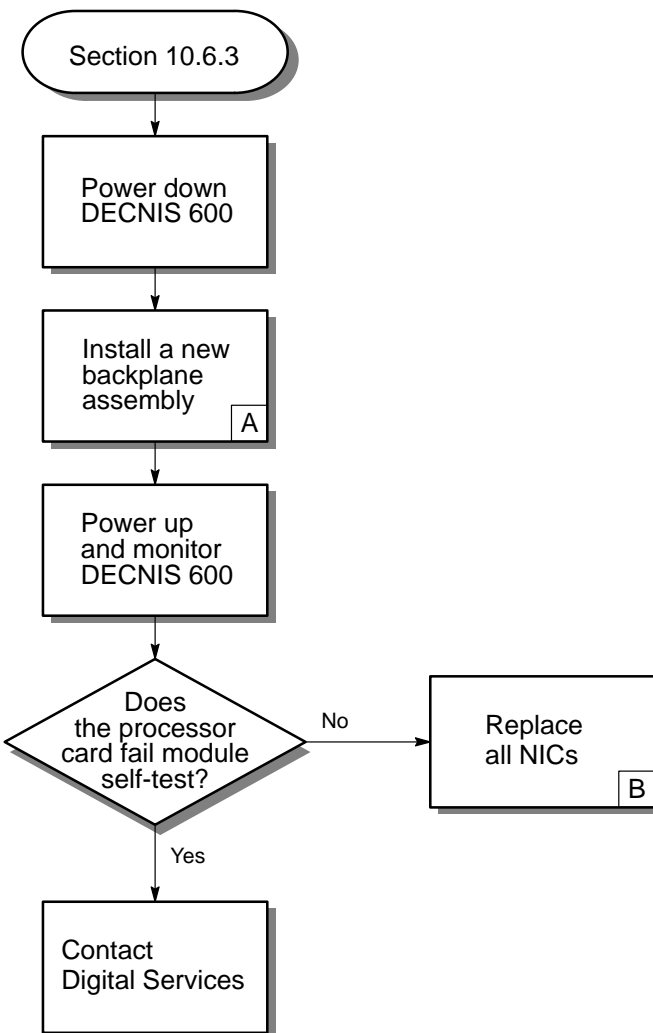 Section 10.6.3
Power down
DECNIS 600
Install a new
backplane
assembly
A
Power up
and monitor
DECNIS 600
Does
the processor
card fail module
self-test?
No
Replace
all NICs
B
Yes
Contact
Digital Services